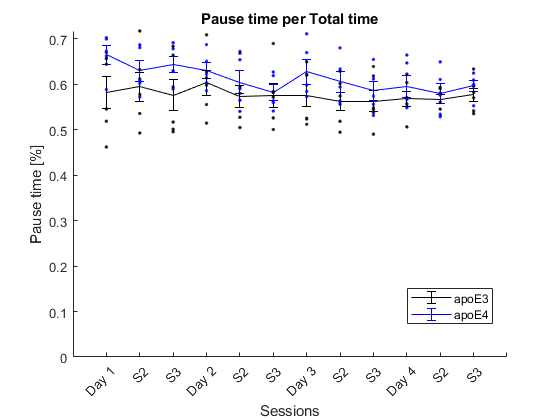 Pause time per Total time
Pause time [%]
0.7
0.6
0.5
0.4
0.3
0.2
0.1
0
apoE3
apoE4
Day 1 S2 S3 Day 2 S2 S3 Day 3 S2 S3 Day 4 S2 S3
Sessions